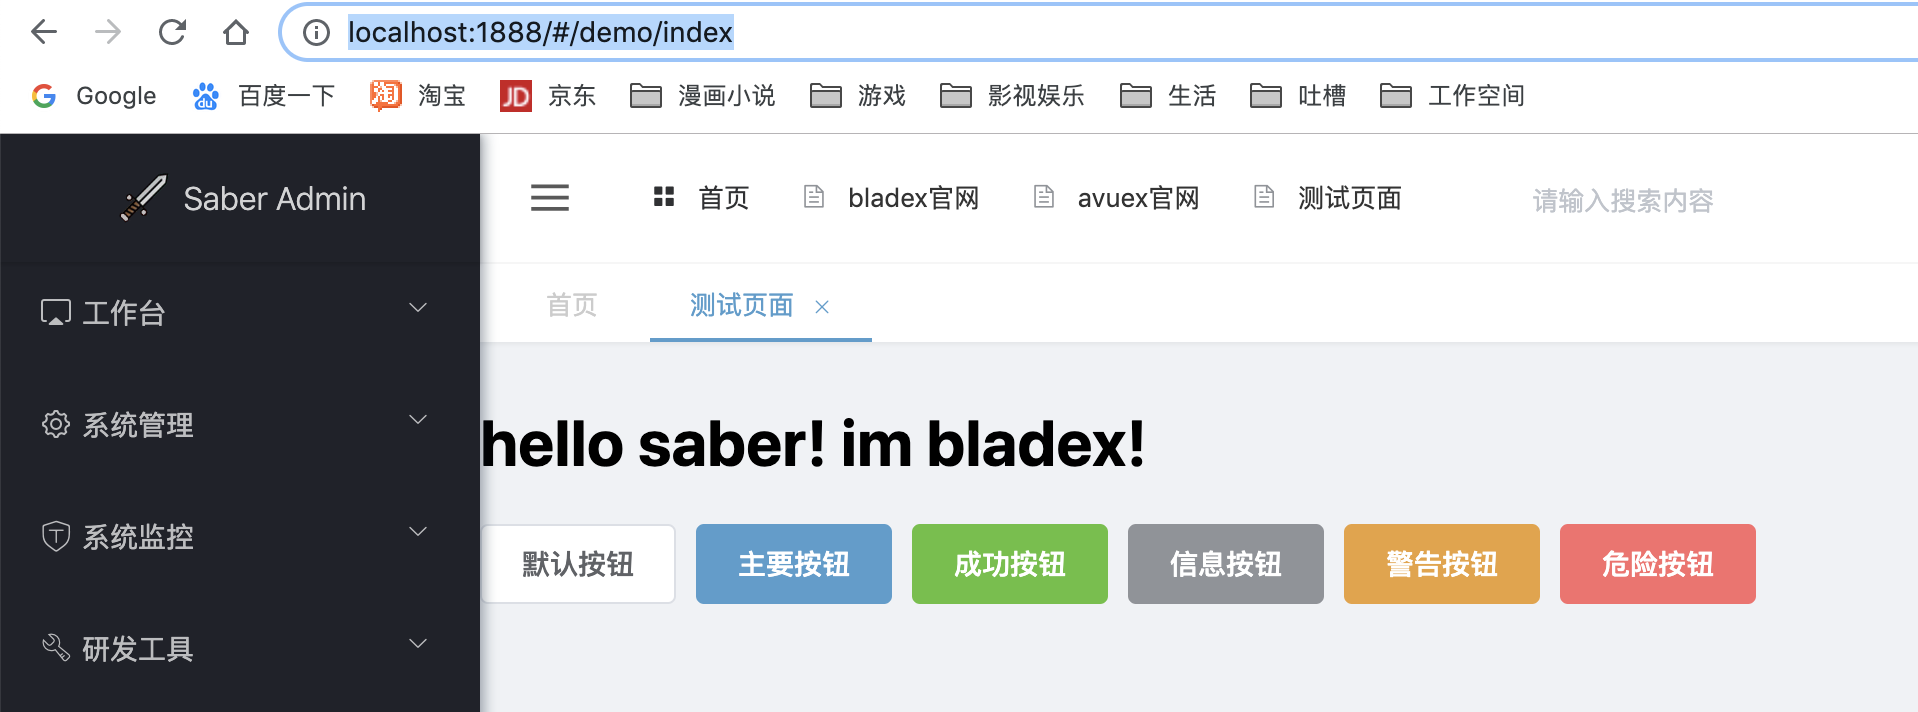 localhost:1888/#/demo/index
Google 百度一下 淘宝 京东 漫画小说 游戏 影视娱乐 生活 吐槽 工作空间
Saber Admin 首页 bladex官网 avuex官网 测试页面 请输入搜索内容
首页 测试页面
工作台
系统管理
系统监控
研发工具
hello saber! im bladex!
默认按钮 主要按钮 成功按钮 信息按钮 警告按钮 危险按钮